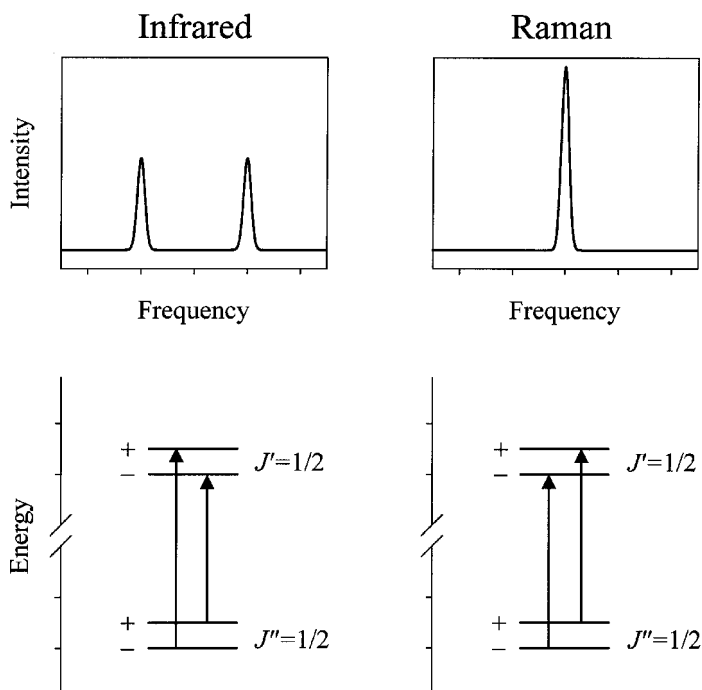 Infrared
Raman
Intensity
Frequency
Frequency
Energy
+
−
J′=1/2
+
−
J″=1/2
+
−
J′=1/2
+
−
J″=1/2